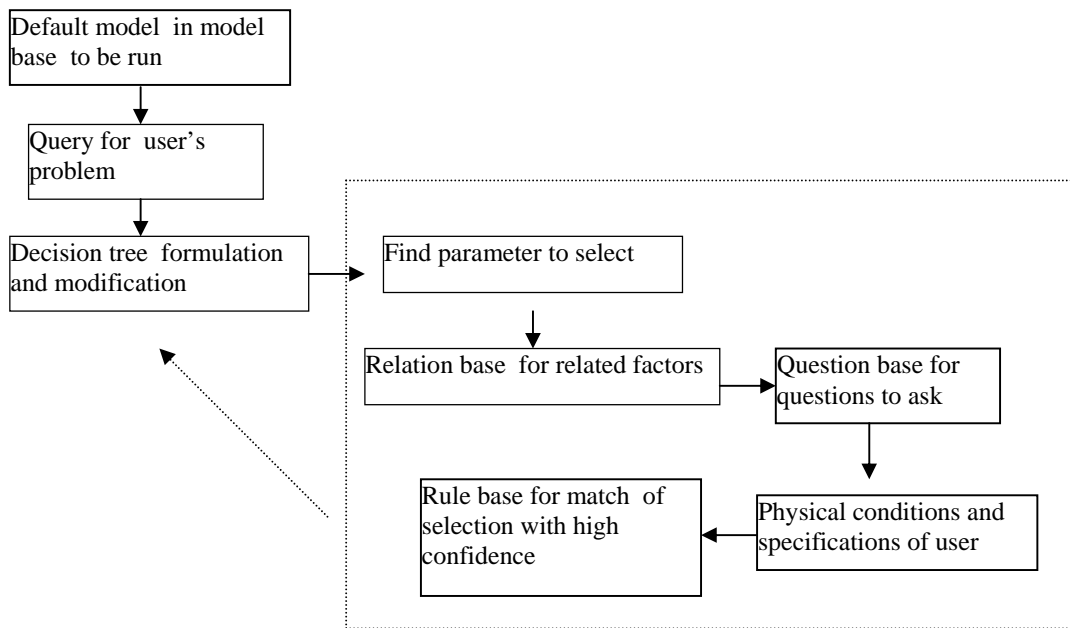 Default model in model
base to be run
Query for user's
problem
Decision tree formulation
and modification
Find parameter to select
Relation base for related factors
Question base for
questions to ask
Physical conditions and
specifications of user
Rule base for match of
selection with high
confidence